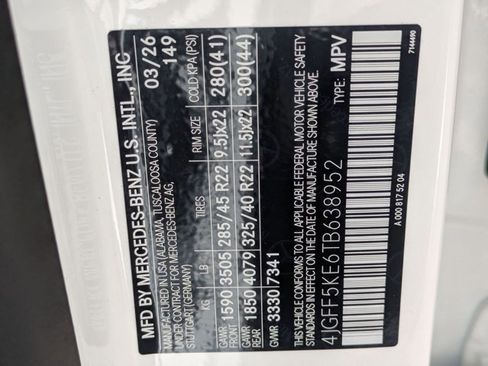 MFD BY MERCEDES-BENZ U.S. INTL., INC
MANUFACTURED IN USA (ALABAMA, TUSCALOOSA COUNTY)
UNDER CONTRACT FOR MERCEDES-BENZ AG,
STUTTGART (GERMANY)
03/26
149
KG LB TIRES RIM SIZE COLD KPA (PSI)
GAWR FRONT 1590 3505 285/45 R22 9.5Jx22 280(41)
GAWR REAR 1850 4079 325/40 R22 11.5Jx22 300(44)
GVWR 3330 7341
THIS VEHICLE CONFORMS TO ALL APPLICABLE FEDERAL MOTOR VEHICLE SAFETY
STANDARDS IN EFFECT ON THE DATE OF MANUFACTURE SHOWN ABOVE.
4JGFF5KE6TB638952 TYPE: MPV
A 000 817 52 04
7144490